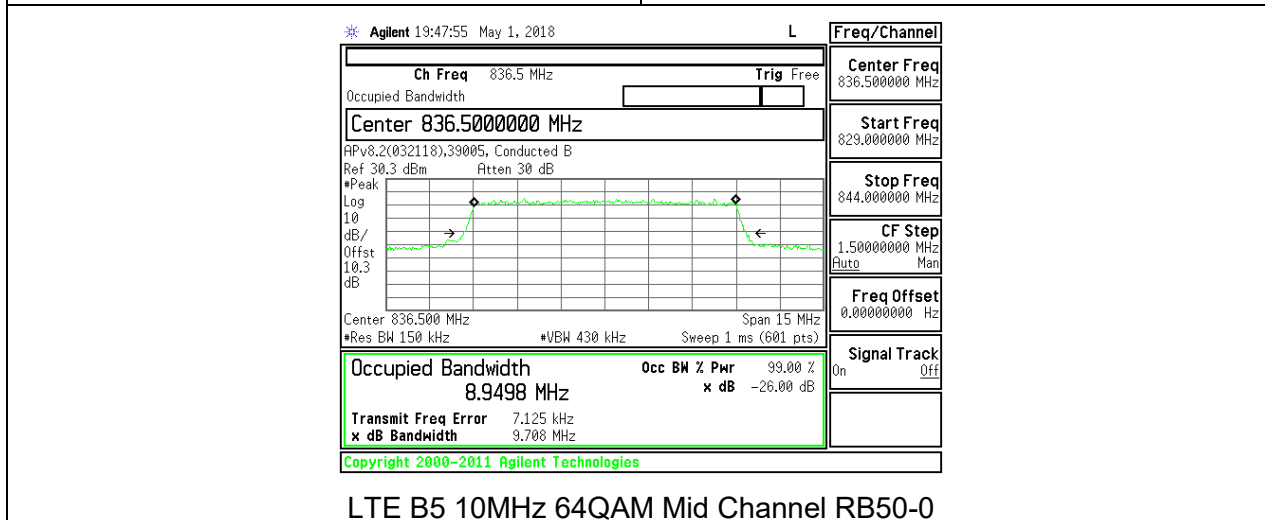 Agilent 19:47:55 May 1, 2018 L
Freq/Channel
Ch Freq 836.5 MHz Trig Free
Occupied Bandwidth
Center 836.5000000 MHz
APv8.2(032118),39005, Conducted B
Ref 30.3 dBm Atten 30 dB
#Peak
Log
10
dB/
Offst
10.3
dB
Center 836.500 MHz Span 15 MHz
#Res BW 150 kHz #VBW 430 kHz Sweep 1 ms (601 pts)
Occupied Bandwidth
8.9498 MHz
Occ BW % Pwr 99.00 %
x dB -26.00 dB
Transmit Freq Error 7.125 kHz
x dB Bandwidth 9.708 MHz
Copyright 2000-2011 Agilent Technologies
Center Freq
836.500000 MHz
Start Freq
829.000000 MHz
Stop Freq
844.000000 MHz
CF Step
1.50000000 MHz
Auto Man
Freq Offset
0.00000000 Hz
Signal Track
On Off
LTE B5 10MHz 64QAM Mid Channel RB50-0